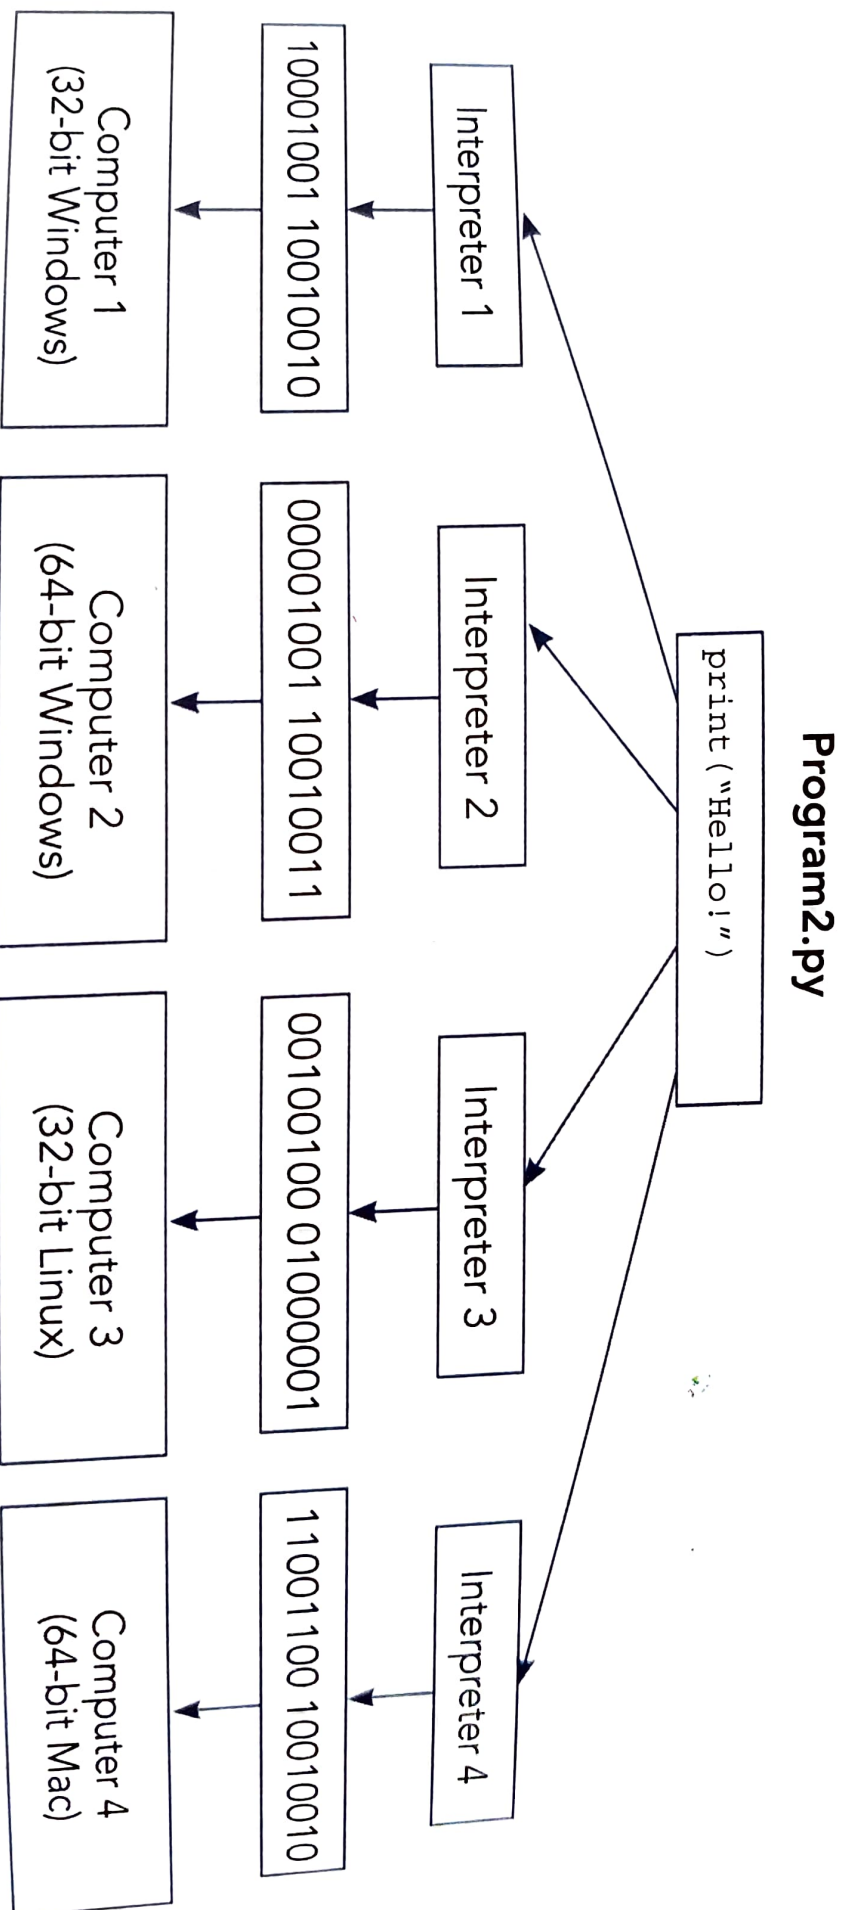 Program2.py
print("Hello!")
Interpreter 1
Interpreter 2
Interpreter 3
Interpreter 4
10001001 10010010
00001001 10010011
00100100 01000001
11001100 10010010
Computer 1
(32-bit Windows)
Computer 2
(64-bit Windows)
Computer 3
(32-bit Linux)
Computer 4
(64-bit Mac)